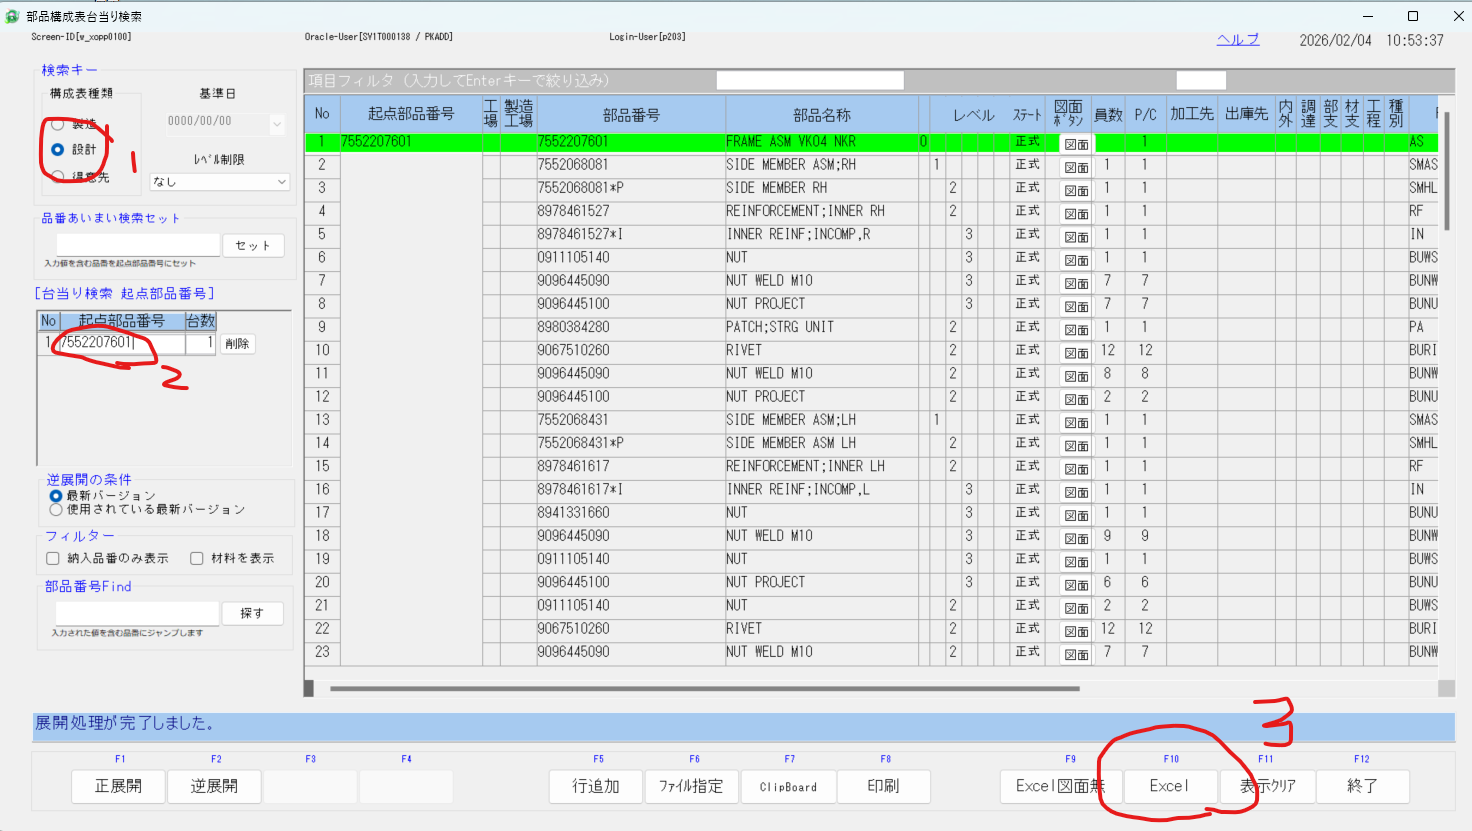 部品構成表台当り検索
Screen-ID[w_xopp0100] Oracle-User[SV1T000138 / PKADD] Login-User[p203] ヘルプ 2026/02/04 10:53:37
検索キー
構成表種類 基準日
製造 0000/00/00
設計 1
得意先
ﾚﾍﾞﾙ制限
なし
品番あいまい検索セット
セット
入力値を含む品番を起点部品番号にセット
[台当り検索 起点部品番号]
No 起点部品番号 台数
1 7552207601 1 削除
2
逆展開の条件
最新バージョン
使用されている最新バージョン
フィルター
納入品番のみ表示 材料を表示
部品番号Find
探す
入力された値を含む品番にジャンプします
項目フィルタ（入力してEnterキーで絞り込み）
No 起点部品番号 工場 製造工場 部品番号 部品名称 レベル ｽﾃｰﾄ 図面ﾎﾞﾀﾝ 員数 P/C 加工先 出庫先 内外 調達 部支 材支 工程 種別
1 7552207601 7552207601 FRAME ASM VK04 NKR 0 正式 図面 1 AS
2 7552068081 SIDE MEMBER ASM;RH 1 正式 図面 1 1 SMAS
3 7552068081*P SIDE MEMBER RH 2 正式 図面 1 1 SMHL
4 8978461527 REINFORCEMENT;INNER RH 2 正式 図面 1 1 RF
5 8978461527*I INNER REINF;INCOMP,R 3 正式 図面 1 1 IN
6 0911105140 NUT 3 正式 図面 1 1 BUWS
7 9096445090 NUT WELD M10 3 正式 図面 7 7 BUNW
8 9096445100 NUT PROJECT 3 正式 図面 7 7 BUNU
9 8980384280 PATCH;STRG UNIT 2 正式 図面 1 1 PA
10 9067510260 RIVET 2 正式 図面 12 12 BURI
11 9096445090 NUT WELD M10 2 正式 図面 8 8 BUNW
12 9096445100 NUT PROJECT 2 正式 図面 2 2 BUNU
13 7552068431 SIDE MEMBER ASM;LH 1 正式 図面 1 1 SMAS
14 7552068431*P SIDE MEMBER ASM LH 2 正式 図面 1 1 SMHL
15 8978461617 REINFORCEMENT;INNER LH 2 正式 図面 1 1 RF
16 8978461617*I INNER REINF;INCOMP,L 3 正式 図面 1 1 IN
17 8941331660 NUT 3 正式 図面 1 1 BUNU
18 9096445090 NUT WELD M10 3 正式 図面 9 9 BUNW
19 0911105140 NUT 3 正式 図面 1 1 BUWS
20 9096445100 NUT PROJECT 3 正式 図面 6 6 BUNU
21 0911105140 NUT 2 正式 図面 2 2 BUWS
22 9067510260 RIVET 2 正式 図面 12 12 BURI
23 9096445090 NUT WELD M10 2 正式 図面 7 7 BUNW
展開処理が完了しました。
3
F1 F2 F3 F4 F5 F6 F7 F8 F9 F10 F11 F12
正展開 逆展開 行追加 ﾌｧｲﾙ指定 ClipBoard 印刷 Excel図面無 Excel 表示ｸﾘｱ 終了